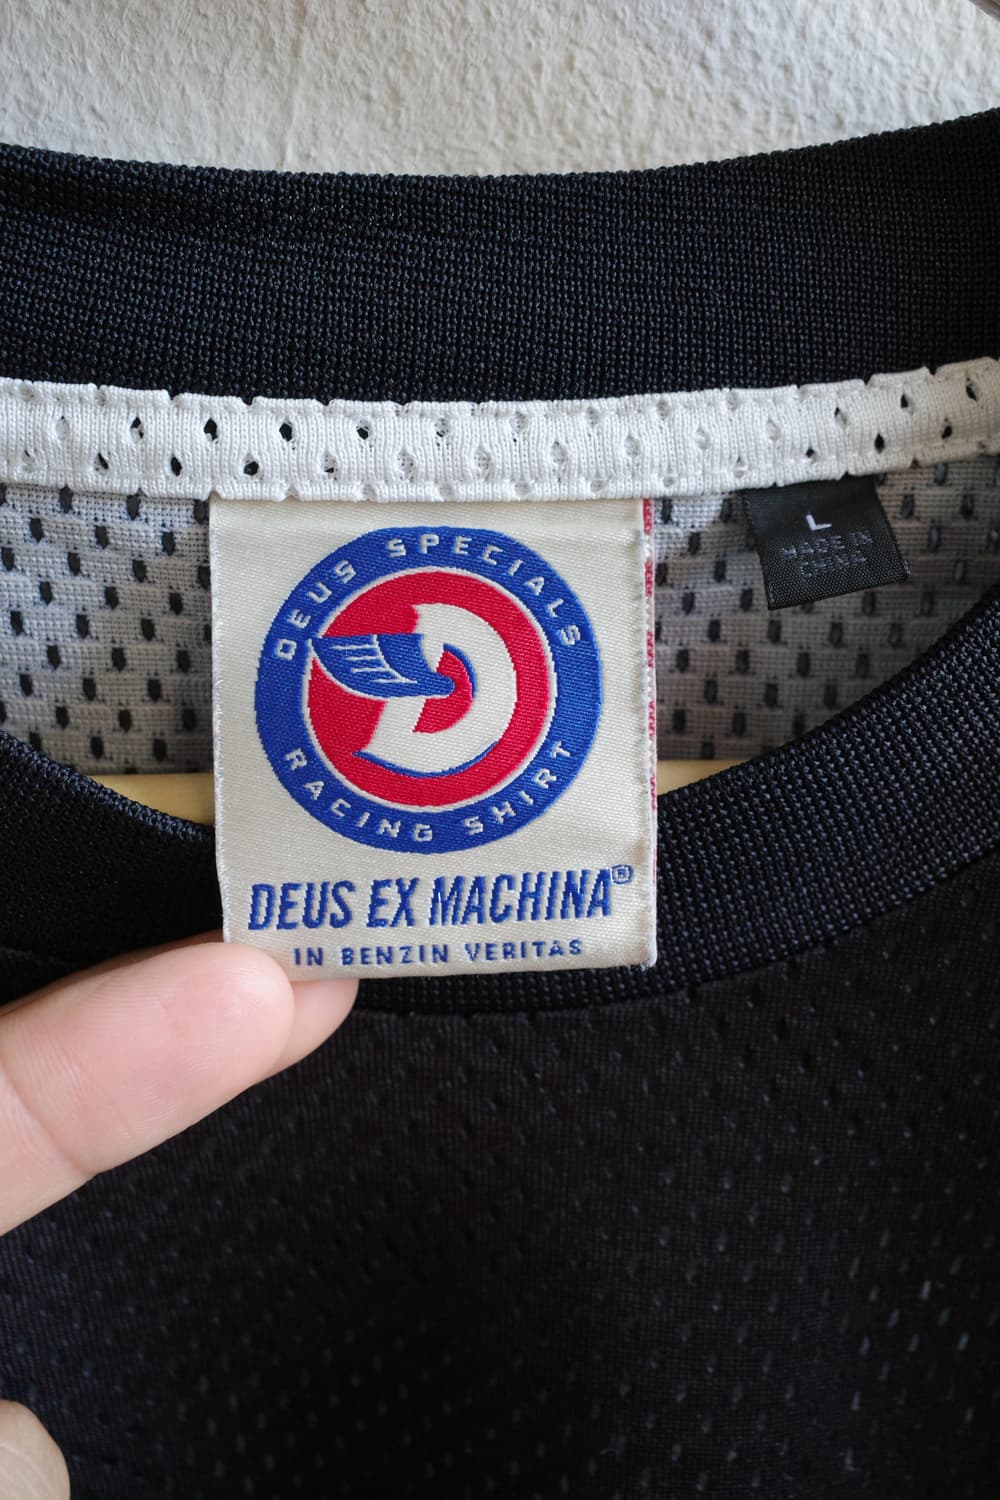 DEUS SPECIALS
RACING SHIRT
DEUS EX MACHINA®
IN BENZIN VERITAS
L
MADE IN
CHINA